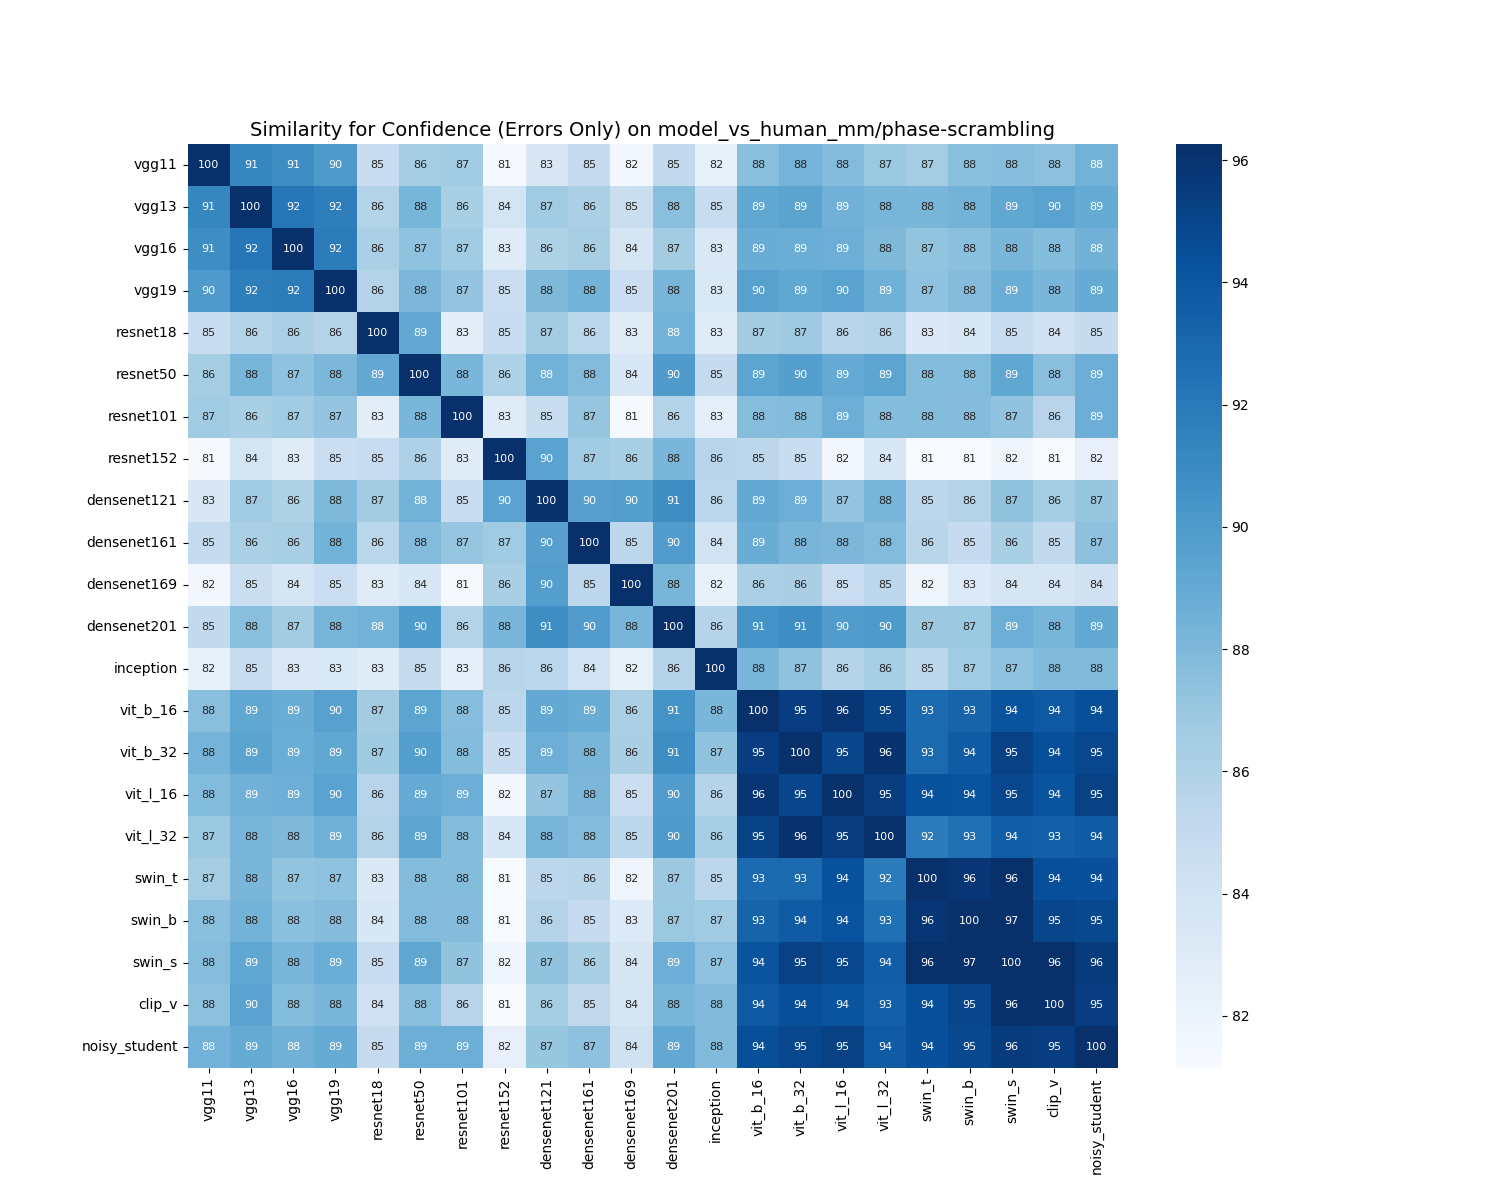 Similarity for Confidence (Errors Only) on model_vs_human_mm/phase-scrambling
vgg11 100 91 91 90 85 86 87 81 83 85 82 85 82 88 88 88 87 87 88 88 88 88
vgg13 91 100 92 92 86 88 86 84 87 86 85 88 85 89 89 89 88 88 88 89 90 89
vgg16 91 92 100 92 86 87 87 83 86 86 84 87 83 89 89 89 88 87 88 88 88 88
vgg19 90 92 92 100 86 88 87 85 88 88 85 88 83 90 89 90 89 87 88 89 88 89
resnet18 85 86 86 86 100 89 83 85 87 86 83 88 83 87 87 86 86 83 84 85 84 85
resnet50 86 88 87 88 89 100 88 86 88 88 84 90 85 89 90 89 89 88 88 89 88 89
resnet101 87 86 87 87 83 88 100 83 85 87 81 86 83 88 88 89 88 88 88 87 86 89
resnet152 81 84 83 85 85 86 83 100 90 87 86 88 86 85 85 82 84 81 81 82 81 82
densenet121 83 87 86 88 87 88 85 90 100 90 90 91 86 89 89 87 88 85 86 87 86 87
densenet161 85 86 86 88 86 88 87 87 90 100 85 90 84 89 88 88 88 86 85 86 85 87
densenet169 82 85 84 85 83 84 81 86 90 85 100 88 82 86 86 85 85 82 83 84 84 84
densenet201 85 88 87 88 88 90 86 88 91 90 88 100 86 91 91 90 90 87 87 89 88 89
inception 82 85 83 83 83 85 83 86 86 84 82 86 100 88 87 86 86 85 87 87 88 88
vit_b_16 88 89 89 90 87 89 88 85 89 89 86 91 88 100 95 96 95 93 93 94 94 94
vit_b_32 88 89 89 89 87 90 88 85 89 88 86 91 87 95 100 95 96 93 94 95 94 95
vit_l_16 88 89 89 90 86 89 89 82 87 88 85 90 86 96 95 100 95 94 94 95 94 95
vit_l_32 87 88 88 89 86 89 88 84 88 88 85 90 86 95 96 95 100 92 93 94 93 94
swin_t 87 88 87 87 83 88 88 81 85 86 82 87 85 93 93 94 92 100 96 96 94 94
swin_b 88 88 88 88 84 88 88 81 86 85 83 87 87 93 94 94 93 96 100 97 95 95
swin_s 88 89 88 89 85 89 87 82 87 86 84 89 87 94 95 95 94 96 97 100 96 96
clip_v 88 90 88 88 84 88 86 81 86 85 84 88 88 94 94 94 93 94 95 96 100 95
noisy_student 88 89 88 89 85 89 89 82 87 87 84 89 88 94 95 95 94 94 95 96 95 100
vgg11 vgg13 vgg16 vgg19 resnet18 resnet50 resnet101 resnet152 densenet121 densenet161 densenet169 densenet201 inception vit_b_16 vit_b_32 vit_l_16 vit_l_32 swin_t swin_b swin_s clip_v noisy_student
96
94
92
90
88
86
84
82